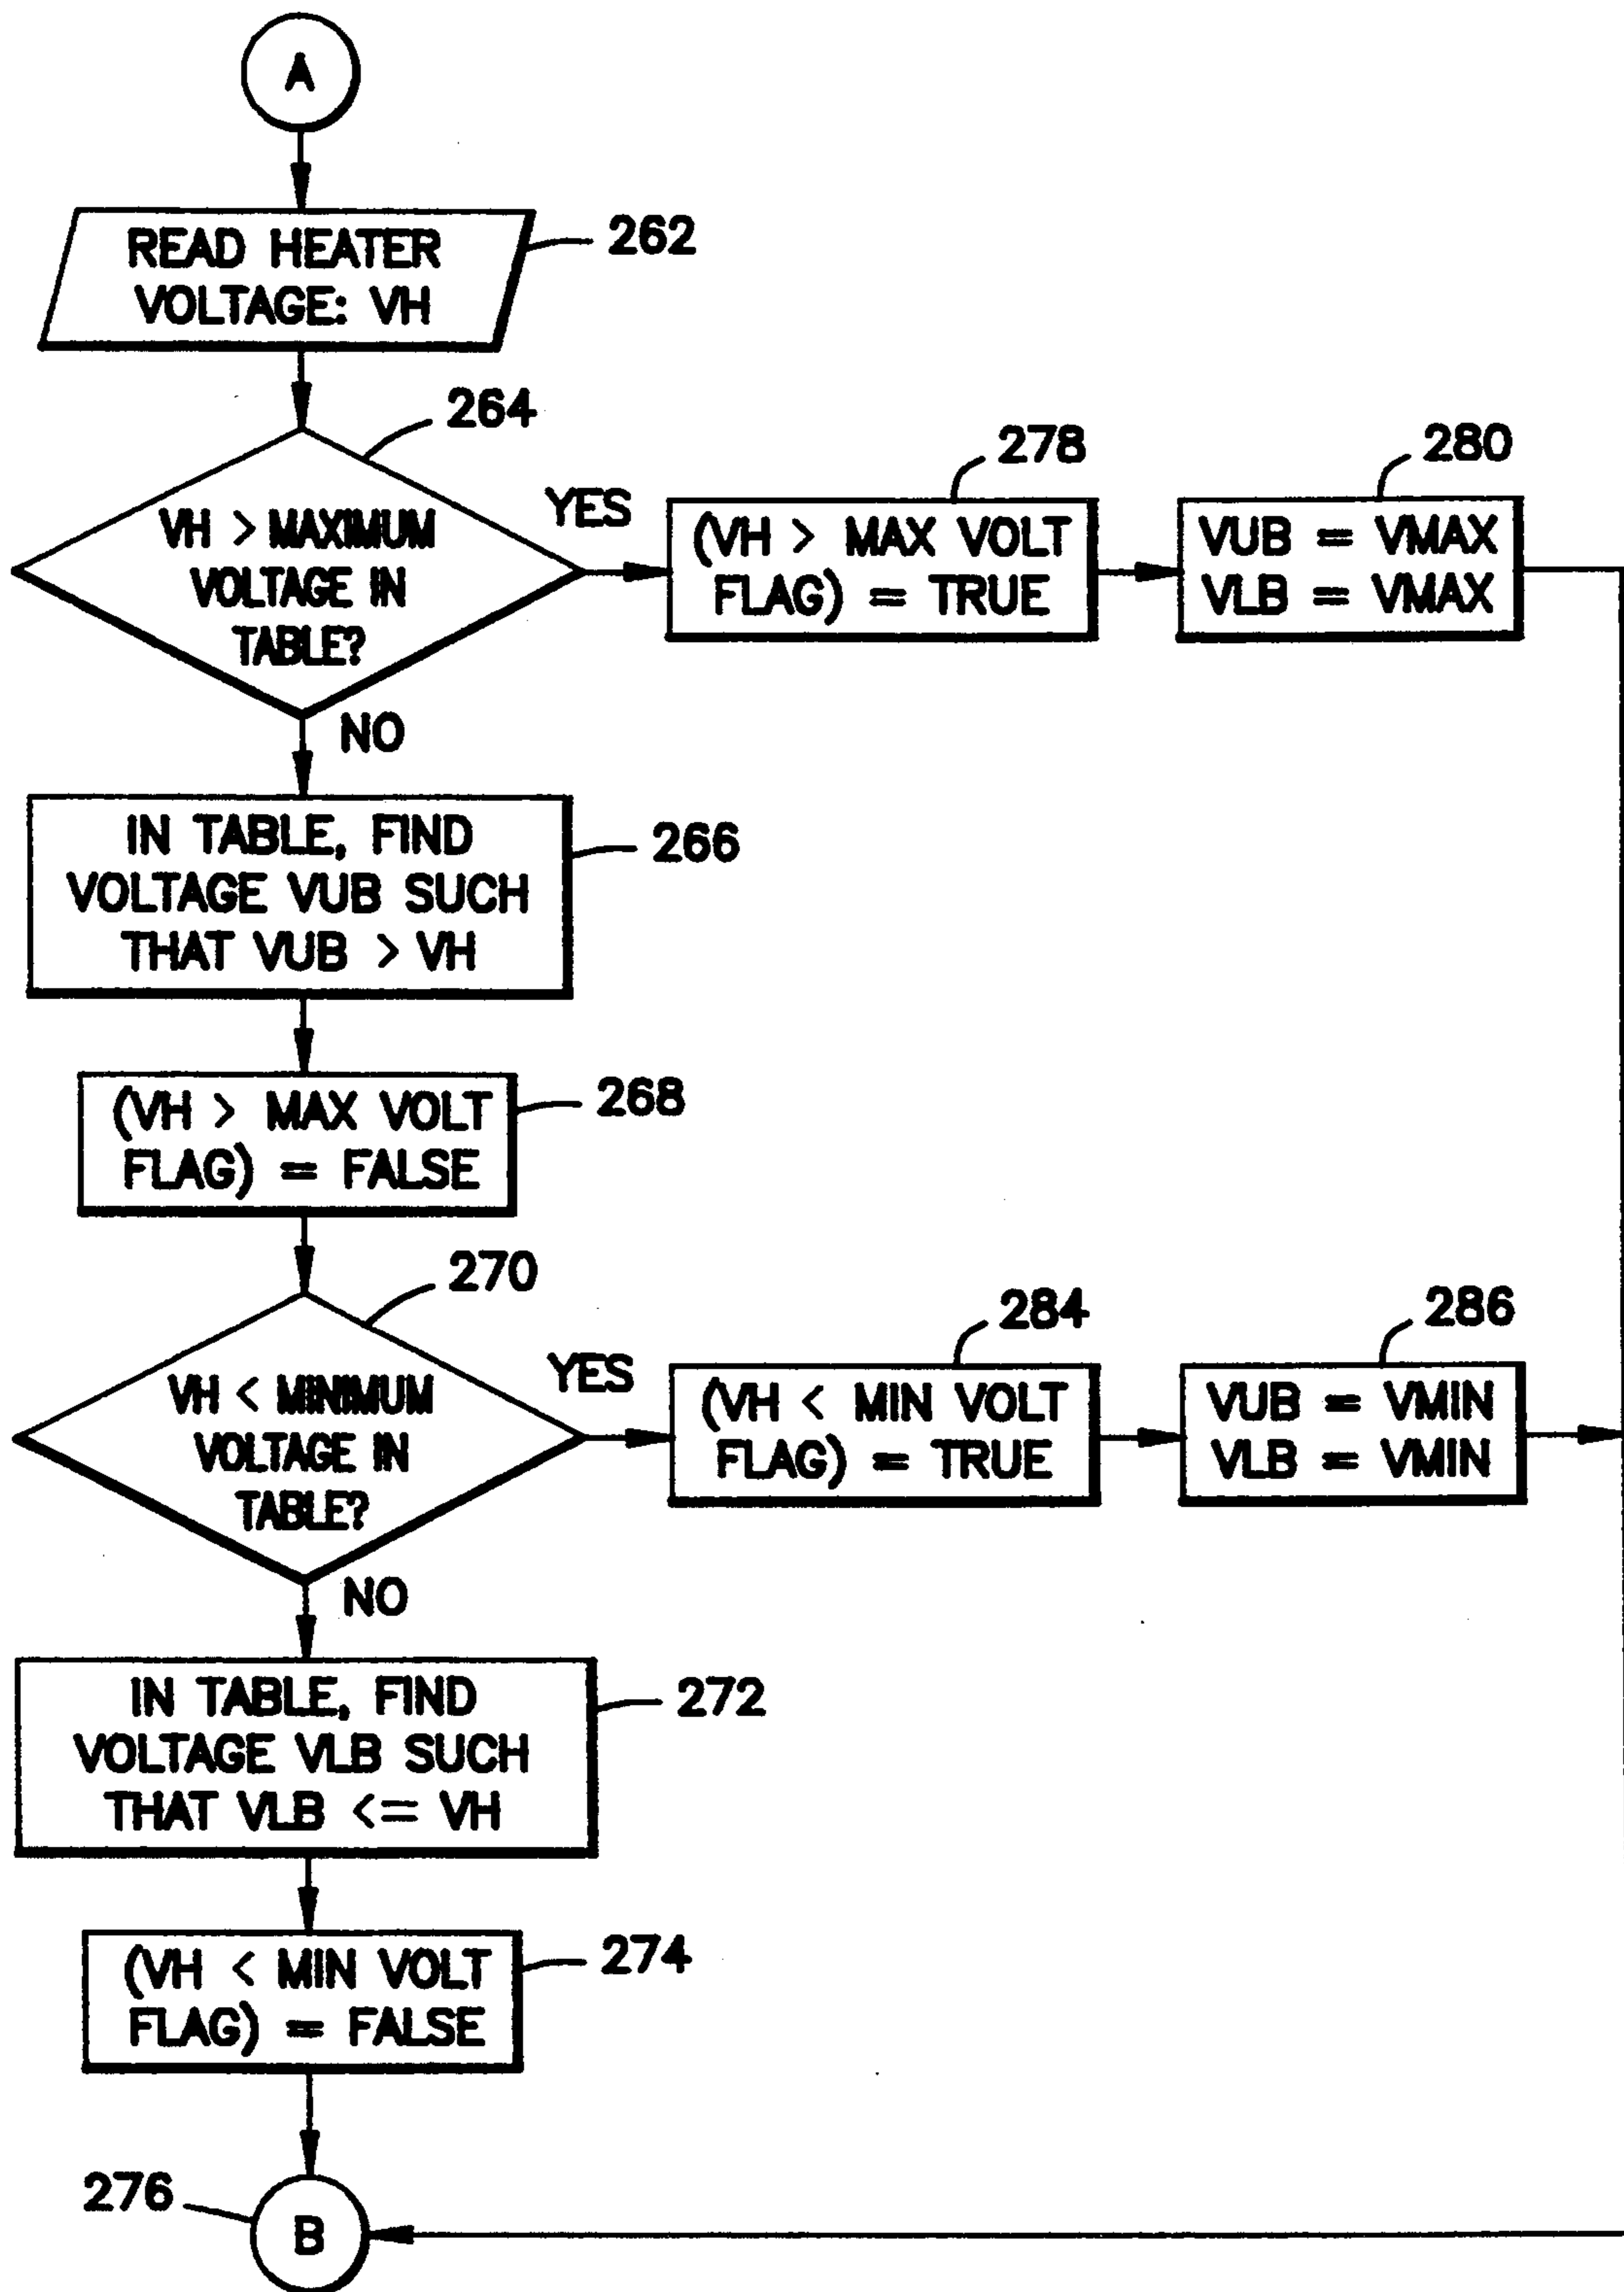 A
READ HEATER
VOLTAGE: VH
262
264
VH > MAXIMUM
VOLTAGE IN
TABLE?
YES
278
(VH > MAX VOLT
FLAG) = TRUE
280
VUB = VMAX
VLB = VMAX
NO
IN TABLE, FIND
VOLTAGE VUB SUCH
THAT VUB > VH
266
(VH > MAX VOLT
FLAG) = FALSE
268
270
VH < MINIMUM
VOLTAGE IN
TABLE?
YES
284
(VH < MIN VOLT
FLAG) = TRUE
286
VUB = VMIN
VLB = VMIN
NO
IN TABLE, FIND
VOLTAGE VLB SUCH
THAT VLB <= VH
272
(VH < MIN VOLT
FLAG) = FALSE
274
276
B